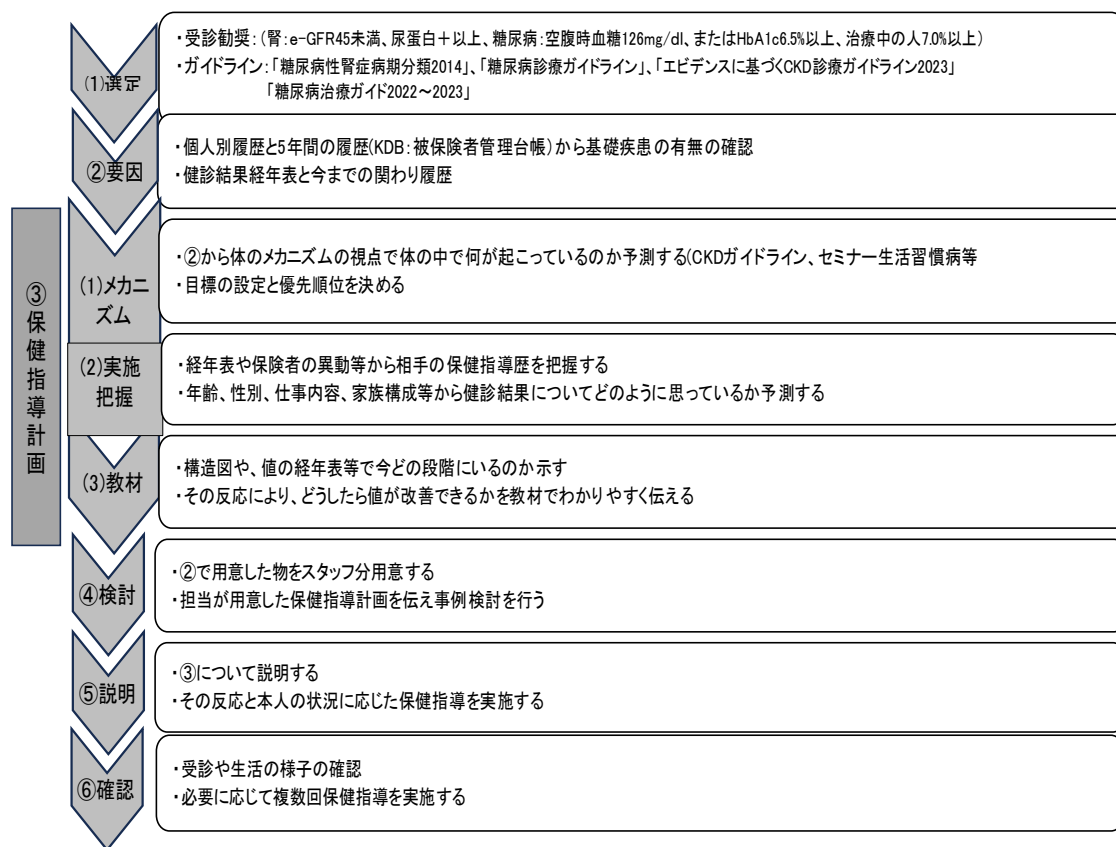 (1)選定
・受診勧奨:(腎:e-GFR45未満、尿蛋白+以上、糖尿病:空腹時血糖126mg/dl、またはHbA1c6.5%以上、治療中の人7.0%以上)
・ガイドライン:「糖尿病性腎症病期分類2014」、「糖尿病診療ガイドライン」、「エビデンスに基づくCKD診療ガイドライン2023」
「糖尿病治療ガイド2022~2023」
②要因
・個人別履歴と5年間の履歴(KDB:被保険者管理台帳)から基礎疾患の有無の確認
・健診結果経年表と今までの関わり履歴
③保健指導計画
(1)メカニ
ズム
・②から体のメカニズムの視点で体の中で何が起こっているのか予測する(CKDガイドライン、セミナー生活習慣病等
・目標の設定と優先順位を決める
(2)実施
把握
・経年表や保険者の異動等から相手の保健指導歴を把握する
・年齢、性別、仕事内容、家族構成等から健診結果についてどのように思っているか予測する
(3)教材
・構造図や、値の経年表等で今どの段階にいるのか示す
・その反応により、どうしたら値が改善できるかを教材でわかりやすく伝える
④検討
・②で用意した物をスタッフ分用意する
・担当が用意した保健指導計画を伝え事例検討を行う
⑤説明
・③について説明する
・その反応と本人の状況に応じた保健指導を実施する
⑥確認
・受診や生活の様子の確認
・必要に応じて複数回保健指導を実施する